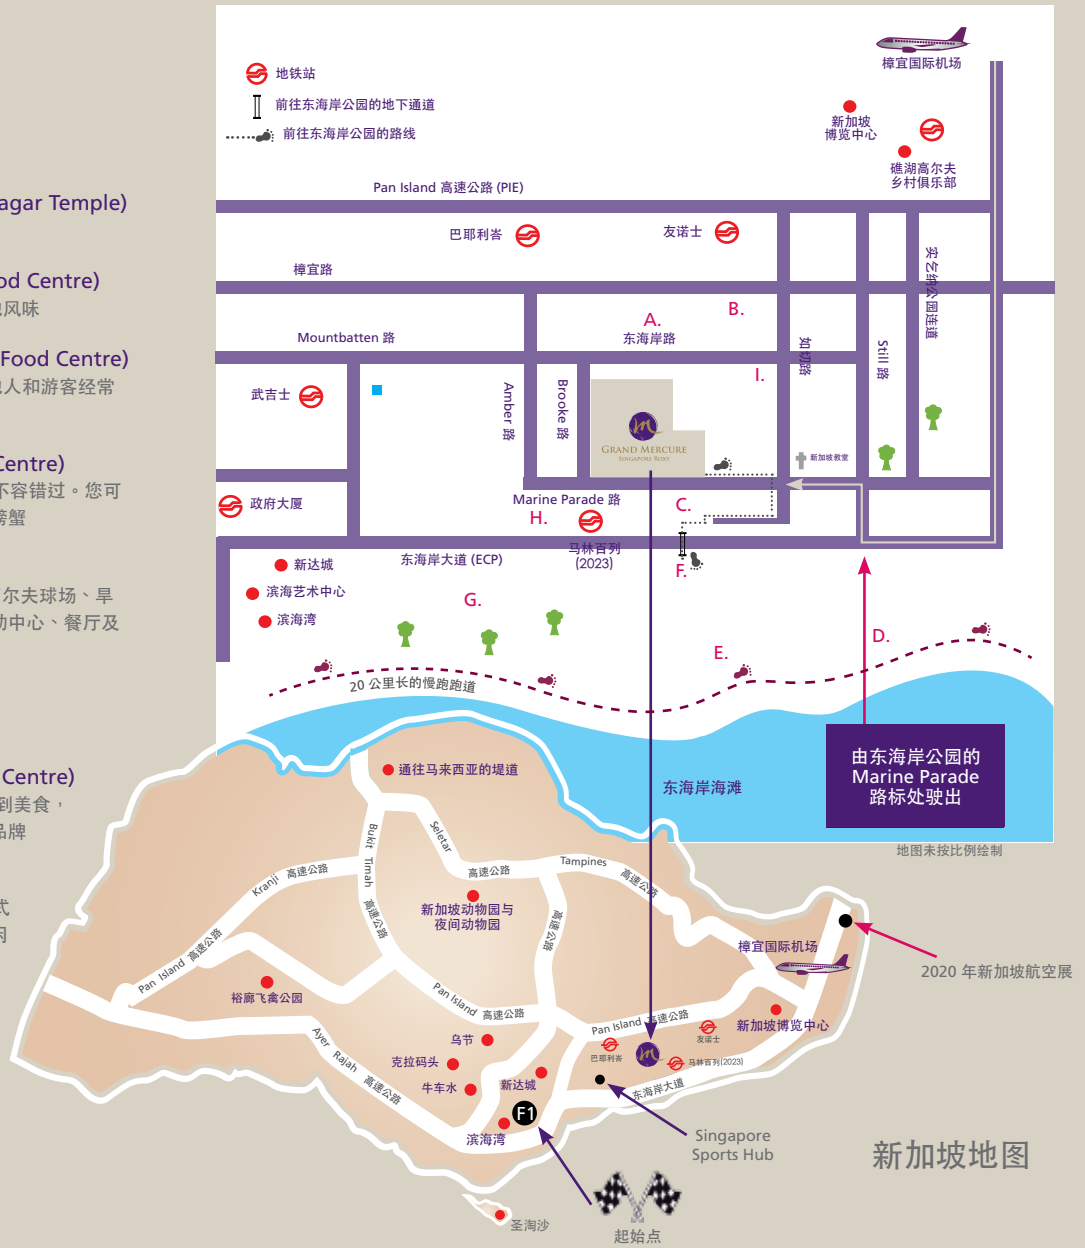 agar Temple)
od Centre)
风味
Food Centre)
人和游客经常
Centre)
不容错过。您可
螃蟹
尔夫球场、旱
动中心、餐厅及
Centre)
到美食，
品牌
式
地铁站
前往东海岸公园的地下通道
前往东海岸公园的路线
樟宜国际机场
新加坡
博览中心
礁湖高尔夫
乡村俱乐部
Pan Island 高速公路 (PIE)
巴耶利峇
友诺士
樟宜路
实乞纳公园连道
A.
B.
Mountbatten 路
东海岸路
如切路
Still 路
I.
武吉士
Amber 路
Brooke 路
GRAND MERCURE
SINGAPORE ROXY
新加坡教堂
政府大厦
Marine Parade 路
H.
C.
马林百列
(2023)
东海岸大道 (ECP)
F.
新达城
滨海艺术中心
滨海湾
G.
E.
D.
20 公里长的慢跑跑道
由东海岸公园的
Marine Parade
路标处驶出
东海岸海滩
地图未按比例绘制
通往马来西亚的堤道
Seletar
高速公路
Bukit Timah 高速公路
Tampines
高速公路
Kranji 高速公路
新加坡动物园与
夜间动物园
高速公路
Pan Island 高速公路
裕廊飞禽公园
Pan Island 高速公路
Pan Island 高速公路
樟宜国际机场
2020 年新加坡航空展
新加坡博览中心
友诺士
巴耶利峇
马林百列(2023)
Ayer Rajah 高速公路
乌节
克拉码头
牛车水
新达城
东海岸大道
F1
滨海湾
Singapore
Sports Hub
新加坡地图
圣淘沙
起始点